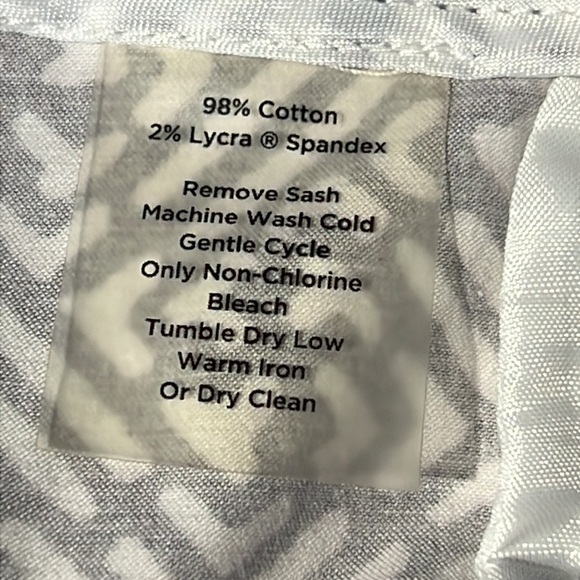 98% Cotton
2% Lycra ® Spandex
Remove Sash
Machine Wash Cold
Gentle Cycle
Only Non-Chlorine
Bleach
Tumble Dry Low
Warm Iron
Or Dry Clean